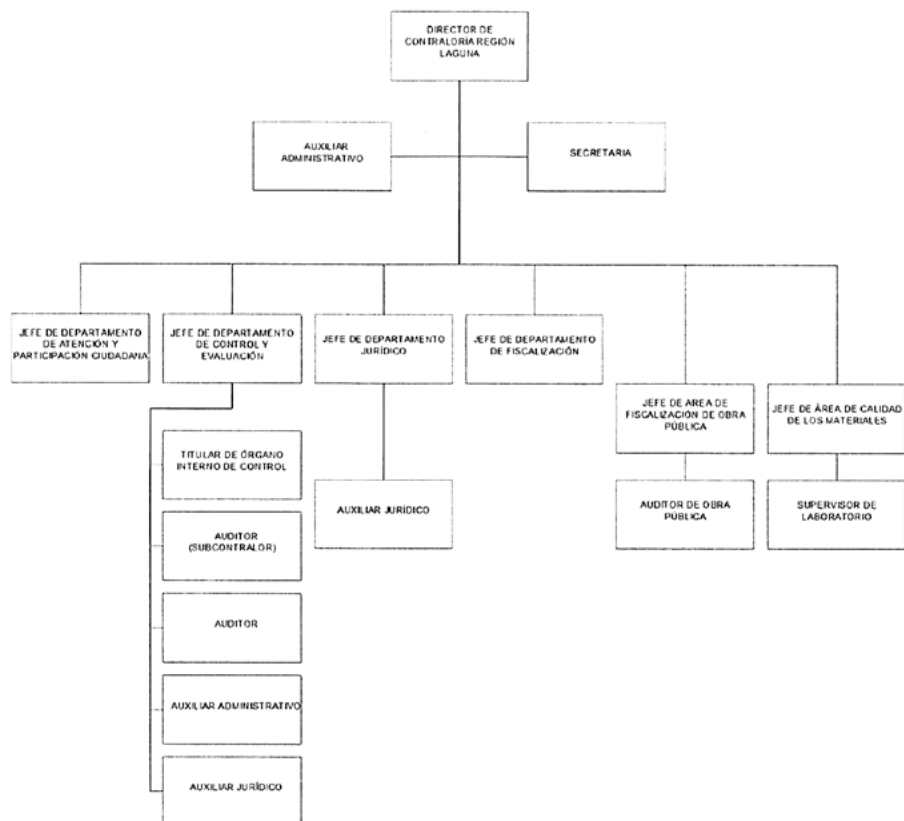 DIRECTOR DE
CONTRALORÍA REGIÓN
LAGUNA
AUXILIAR
ADMINISTRATIVO
SECRETARIA
JEFE DE DEPARTAMENTO
DE ATENCIÓN Y
PARTICIPACIÓN CIUDADANA
JEFE DE DEPARTAMENTO
DE CONTROL Y
EVALUACIÓN
JEFE DE DEPARTAMENTO
JURÍDICO
JEFE DE DEPARTAMENTO
DE FISCALIZACIÓN
JEFE DE AREA DE
FISCALIZACIÓN DE OBRA
PÚBLICA
JEFE DE ÁREA DE CALIDAD
DE LOS MATERIALES
TITULAR DE ÓRGANO
INTERNO DE CONTROL
AUXILIAR JURÍDICO
AUDITOR DE OBRA
PÚBLICA
SUPERVISOR DE
LABORATORIO
AUDITOR
(SUBCONTRALOR)
AUDITOR
AUXILIAR ADMINISTRATIVO
AUXILIAR JURÍDICO